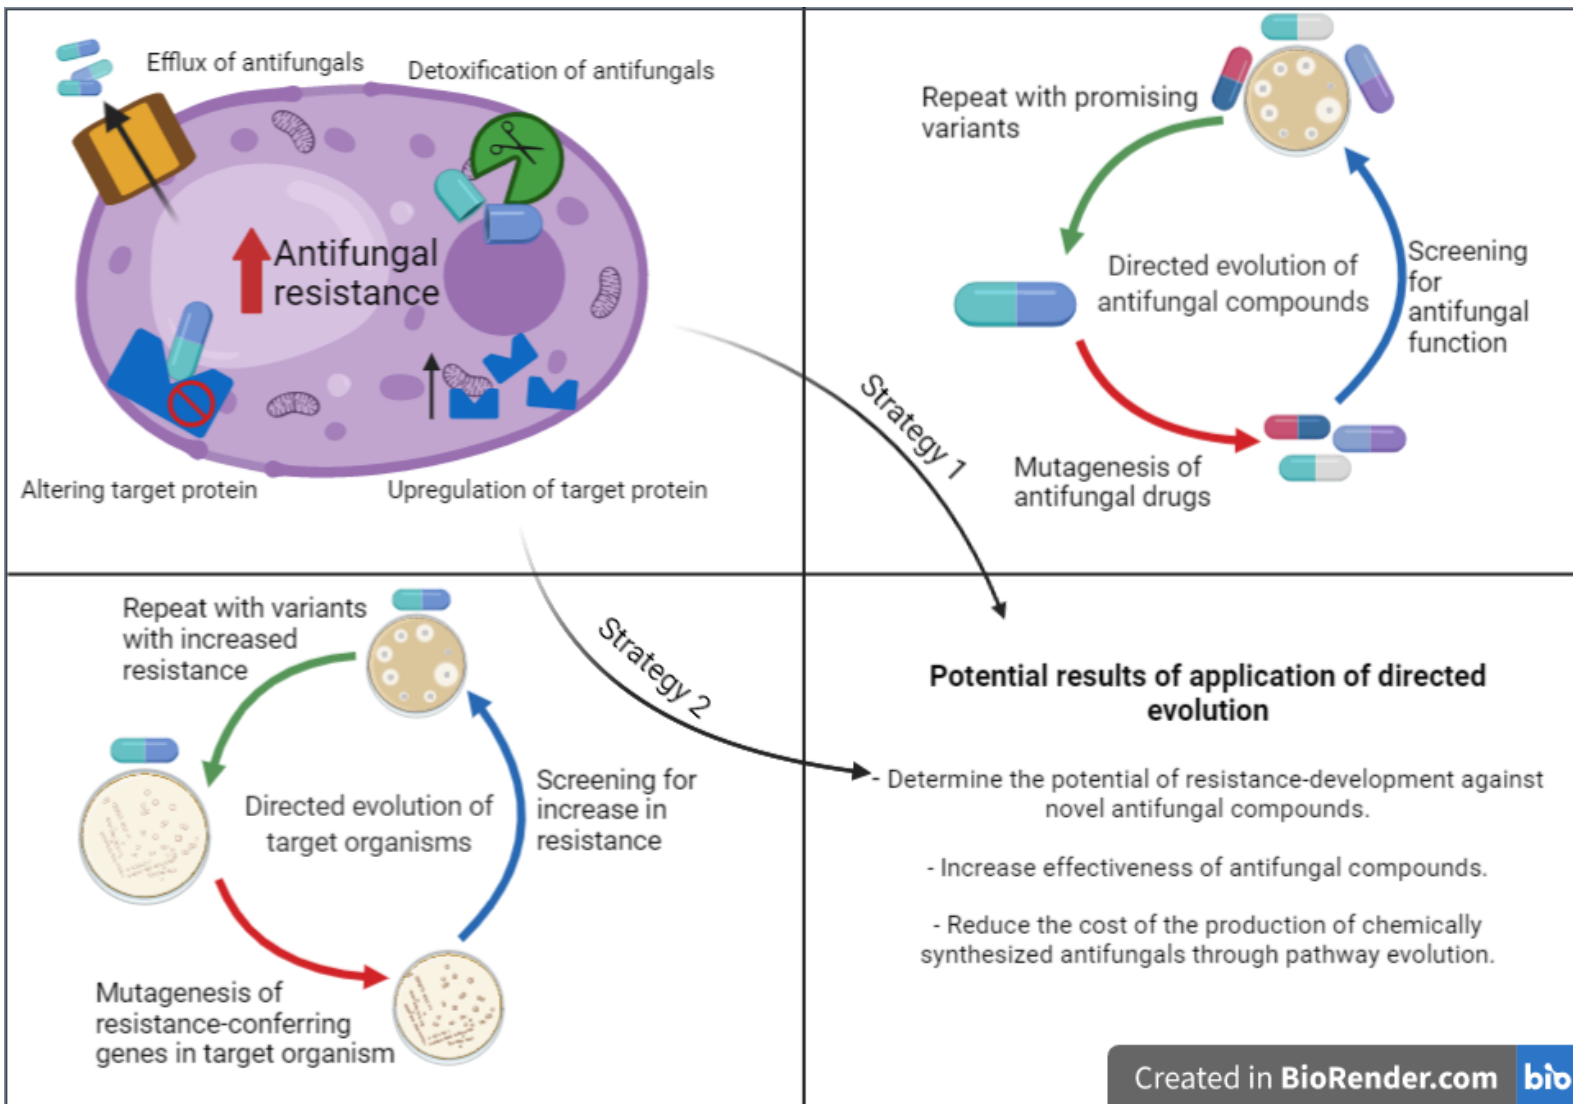 Efflux of antifungals
Detoxification of antifungals
Antifungal
resistance
Altering target protein
Upregulation of target protein
Repeat with promising
variants
Directed evolution of
antifungal compounds
Screening
for
antifungal
function
Mutagenesis of
antifungal drugs
Strategy 1
Strategy 2
Repeat with variants
with increased
resistance
Directed evolution of
target organisms
Screening for
increase in
resistance
Mutagenesis of
resistance-conferring
genes in target organism
Potential results of application of directed
evolution
- Determine the potential of resistance-development against
novel antifungal compounds.
- Increase effectiveness of antifungal compounds.
- Reduce the cost of the production of chemically
synthesized antifungals through pathway evolution.
Created in BioRender.com bio